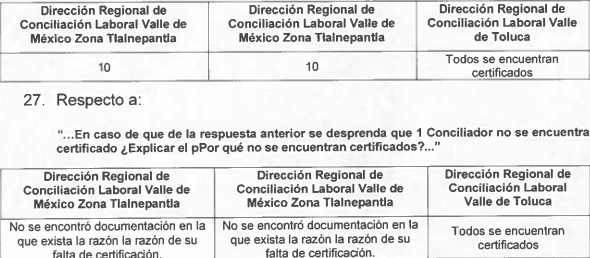 Dirección Regional de Conciliación Laboral Valle de México Zona Tlalnepantla
Dirección Regional de Conciliación Laboral Valle de México Zona Tlalnepantla
Dirección Regional de Conciliación Laboral Valle de Toluca
10
10
Todos se encuentran certificados
27. Respecto a:
“...En caso de que de la respuesta anterior se desprenda que 1 Conciliador no se encuentra
certificado ¿Explicar el pPor qué no se encuentran certificados?...”
Dirección Regional de Conciliación Laboral Valle de México Zona Tlalnepantla
Dirección Regional de Conciliación Laboral Valle de México Zona Tlalnepantla
Dirección Regional de Conciliación Laboral Valle de Toluca
No se encontró documentación en la que exista la razón la razón de su falta de certificación.
No se encontró documentación en la que exista la razón la razón de su falta de certificación.
Todos se encuentran certificados